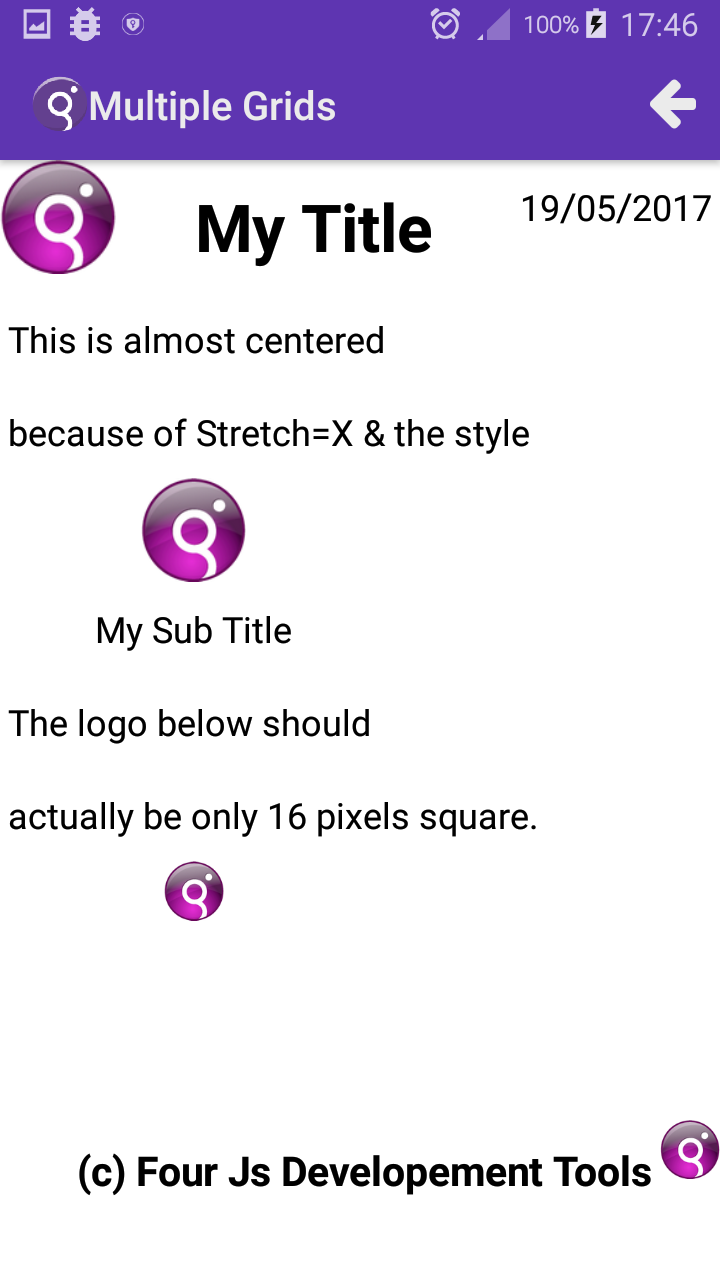 100% 17:46
Multiple Grids
My Title
19/05/2017
This is almost centered
because of Stretch=X & the style
My Sub Title
The logo below should
actually be only 16 pixels square.
(c) Four Js Developement Tools